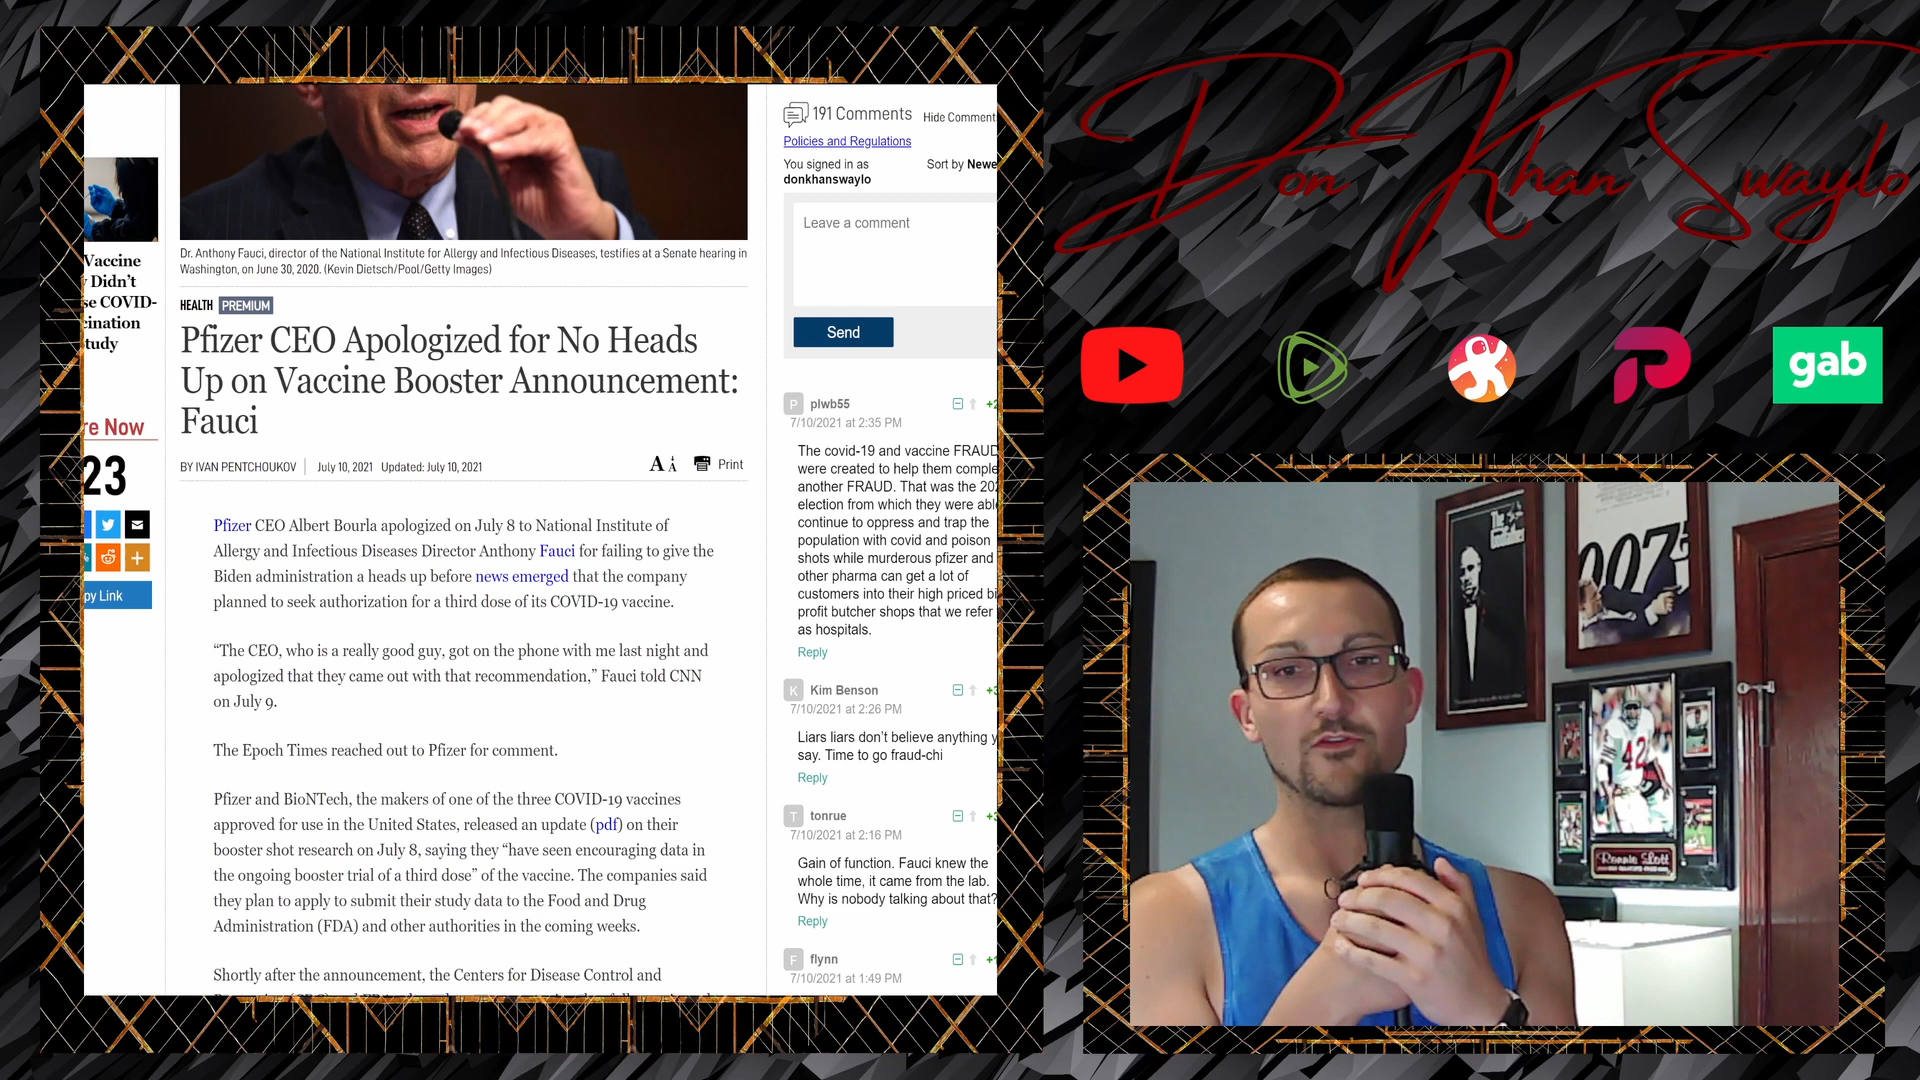 Vaccine
Didn't
se COVID-
cination
tudy
re Now
23
py Link
Dr. Anthony Fauci, director of the National Institute for Allergy and Infectious Diseases, testifies at a Senate hearing in
Washington, on June 30, 2020. (Kevin Dietsch/Pool/Getty Images)
HEALTH PREMIUM
Pfizer CEO Apologized for No Heads
Up on Vaccine Booster Announcement:
Fauci
BY IVAN PENTCHOUKOV July 10, 2021 Updated: July 10, 2021
A A Print
Pfizer CEO Albert Bourla apologized on July 8 to National Institute of
Allergy and Infectious Diseases Director Anthony Fauci for failing to give the
Biden administration a heads up before news emerged that the company
planned to seek authorization for a third dose of its COVID-19 vaccine.
“The CEO, who is a really good guy, got on the phone with me last night and
apologized that they came out with that recommendation,” Fauci told CNN
on July 9.
The Epoch Times reached out to Pfizer for comment.
Pfizer and BioNTech, the makers of one of the three COVID-19 vaccines
approved for use in the United States, released an update (pdf) on their
booster shot research on July 8, saying they “have seen encouraging data in
the ongoing booster trial of a third dose” of the vaccine. The companies said
they plan to apply to submit their study data to the Food and Drug
Administration (FDA) and other authorities in the coming weeks.
Shortly after the announcement, the Centers for Disease Control and
191 Comments Hide Comment
Policies and Regulations
You signed in as
donkhanswaylo
Sort by Newe
Leave a comment
Send
P plwb55 +2
7/10/2021 at 2:35 PM
The covid-19 and vaccine FRAUD
were created to help them comple
another FRAUD. That was the 202
election from which they were able
continue to oppress and trap the
population with covid and poison
shots while murderous pfizer and
other pharma can get a lot of
customers into their high priced bi
profit butcher shops that we refer
as hospitals.
Reply
K Kim Benson +3
7/10/2021 at 2:26 PM
Liars liars don’t believe anything y
say. Time to go fraud-chi
Reply
T tonrue +3
7/10/2021 at 2:16 PM
Gain of function. Fauci knew the
whole time, it came from the lab.
Why is nobody talking about that?
Reply
F flynn +1
7/10/2021 at 1:49 PM
Don Khan Swaylo
gab
The
Godfather
007
42
Ronnie Lott